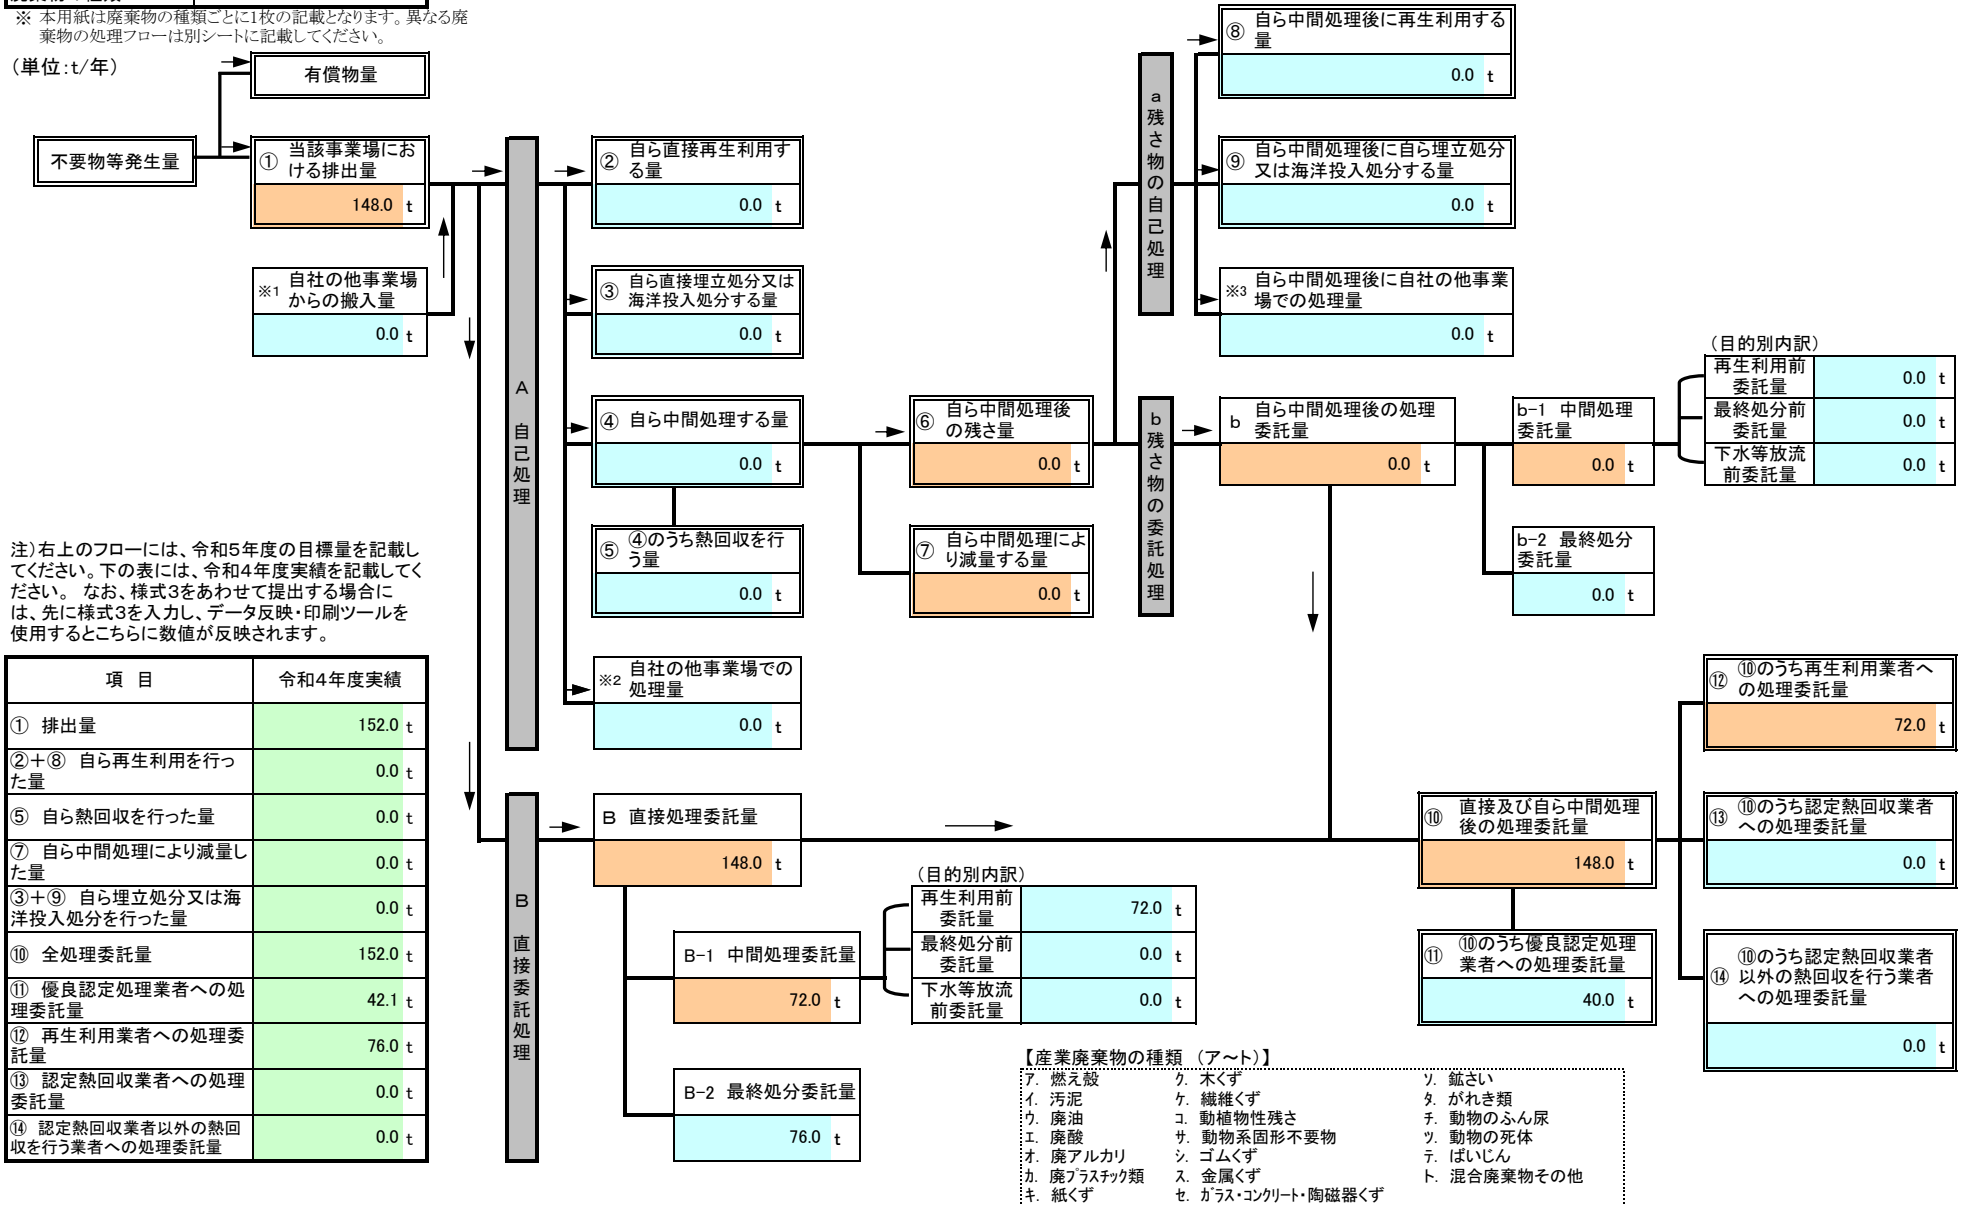 ※ 本用紙は廃棄物の種類ごとに1枚の記載となります。異なる廃
棄物の処理フローは別シートに記載してください。
（単位:t/年）
有償物量
不要物等発生量
① 当該事業場にお
ける排出量
148.0 t
※1 自社の他事業場
からの搬入量
0.0 t
A 自己処理
② 自ら直接再生利用す
る量
0.0 t
③ 自ら直接埋立処分又は
海洋投入処分する量
0.0 t
④ 自ら中間処理する量
0.0 t
⑤ ④のうち熱回収を行
う量
0.0 t
※2 自社の他事業場での
処理量
0.0 t
⑥ 自ら中間処理後
の残さ量
0.0 t
⑦ 自ら中間処理によ
り減量する量
0.0 t
a 残さ物の自己処理
⑧ 自ら中間処理後に再生利用する
量
0.0 t
⑨ 自ら中間処理後に自ら埋立処分
又は海洋投入処分する量
0.0 t
※3 自ら中間処理後に自社の他事業
場での処理量
0.0 t
b 残さ物の委託処理
b 自ら中間処理後の処理
委託量
0.0 t
b-1 中間処理
委託量
0.0 t
b-2 最終処分
委託量
0.0 t
（目的別内訳）
再生利用前
委託量
0.0 t
最終処分前
委託量
0.0 t
下水等放流
前委託量
0.0 t
注）右上のフローには、令和５年度の目標量を記載し
てください。下の表には、令和４年度実績を記載してく
ださい。 なお、様式３をあわせて提出する場合に
は、先に様式３を入力し、データ反映・印刷ツールを
使用するとこちらに数値が反映されます。
項 目 令和４年度実績
① 排出量 152.0 t
②＋⑧ 自ら再生利用を行っ
た量 0.0 t
⑤ 自ら熱回収を行った量 0.0 t
⑦ 自ら中間処理により減量し
た量 0.0 t
③＋⑨ 自ら埋立処分又は海
洋投入処分を行った量 0.0 t
⑩ 全処理委託量 152.0 t
⑪ 優良認定処理業者への処
理委託量 42.1 t
⑫ 再生利用業者への処理委
託量 76.0 t
⑬ 認定熱回収業者への処理
委託量 0.0 t
⑭ 認定熱回収業者以外の熱回
収を行う業者への処理委託量 0.0 t
B 直接委託処理
B 直接処理委託量
148.0 t
B-1 中間処理委託量
72.0 t
B-2 最終処分委託量
76.0 t
（目的別内訳）
再生利用前
委託量
72.0 t
最終処分前
委託量
0.0 t
下水等放流
前委託量
0.0 t
⑩ 直接及び自ら中間処理
後の処理委託量
148.0 t
⑪ ⑩のうち優良認定処理
業者への処理委託量
40.0 t
⑫ ⑩のうち再生利用業者へ
の処理委託量
72.0 t
⑬ ⑩のうち認定熱回収業者
への処理委託量
0.0 t
⑭ ⑩のうち認定熱回収業者
以外の熱回収を行う業者
への処理委託量
0.0 t
【産業廃棄物の種類 （ア～ト）】
ア. 燃え殻 ク. 木くず ソ. 鉱さい
イ. 汚泥 ケ. 繊維くず タ. がれき類
ウ. 廃油 コ. 動植物性残さ チ. 動物のふん尿
エ. 廃酸 サ. 動物系固形不要物 ツ. 動物の死体
オ. 廃アルカリ シ. ゴムくず テ. ばいじん
カ. 廃プラスチック類 ス. 金属くず ト. 混合廃棄物その他
キ. 紙くず セ. ガラス・コンクリート・陶磁器くず